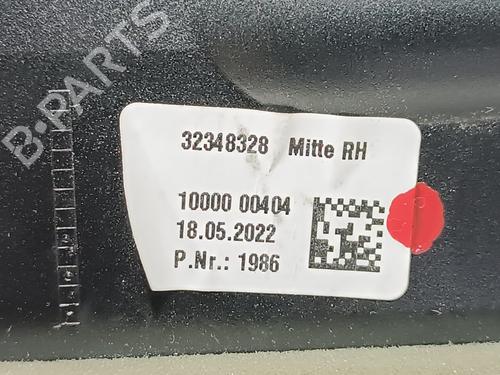 B-PARTS
32348328 Mitte RH
10000 00404
18.05.2022
P.Nr.: 1986